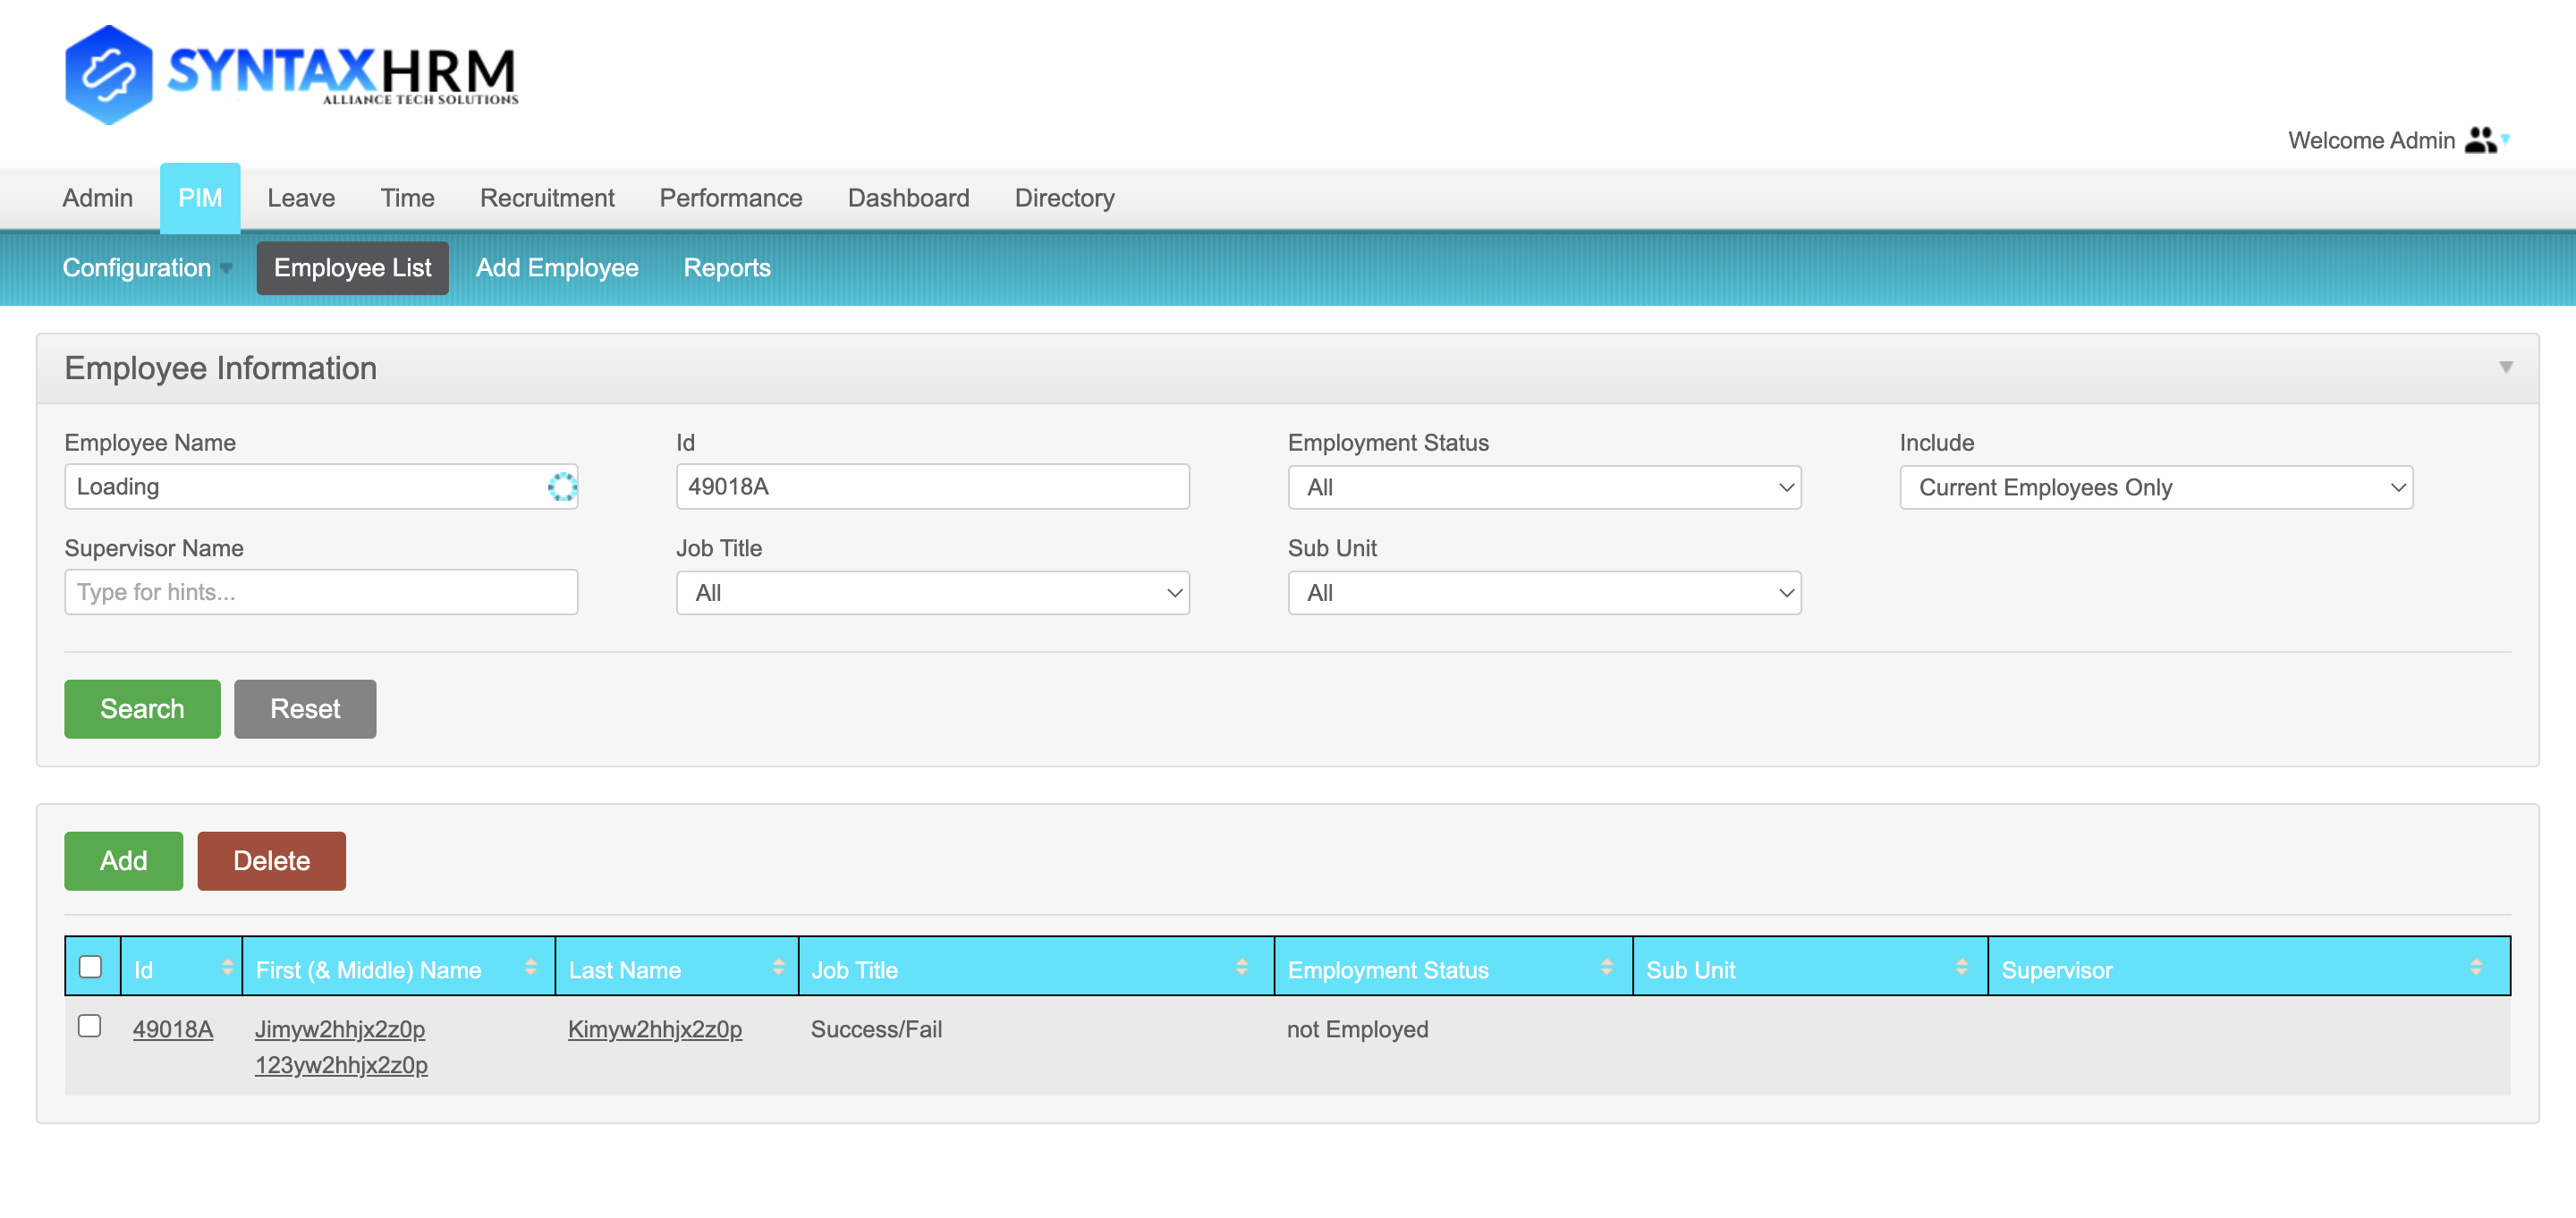 SYNTAXHRM
ALLIANCE TECH SOLUTIONS
Welcome Admin
Admin PIM Leave Time Recruitment Performance Dashboard Directory
Configuration Employee List Add Employee Reports
Employee Information
Employee Name Id Employment Status Include
Loading 49018A All Current Employees Only
Supervisor Name Job Title Sub Unit
Type for hints... All All
Search Reset
Add Delete
Id First (& Middle) Name Last Name Job Title Employment Status Sub Unit Supervisor
49018A Jimyw2hhjx2z0p Kimyw2hhjx2z0p Success/Fail not Employed
123yw2hhjx2z0p